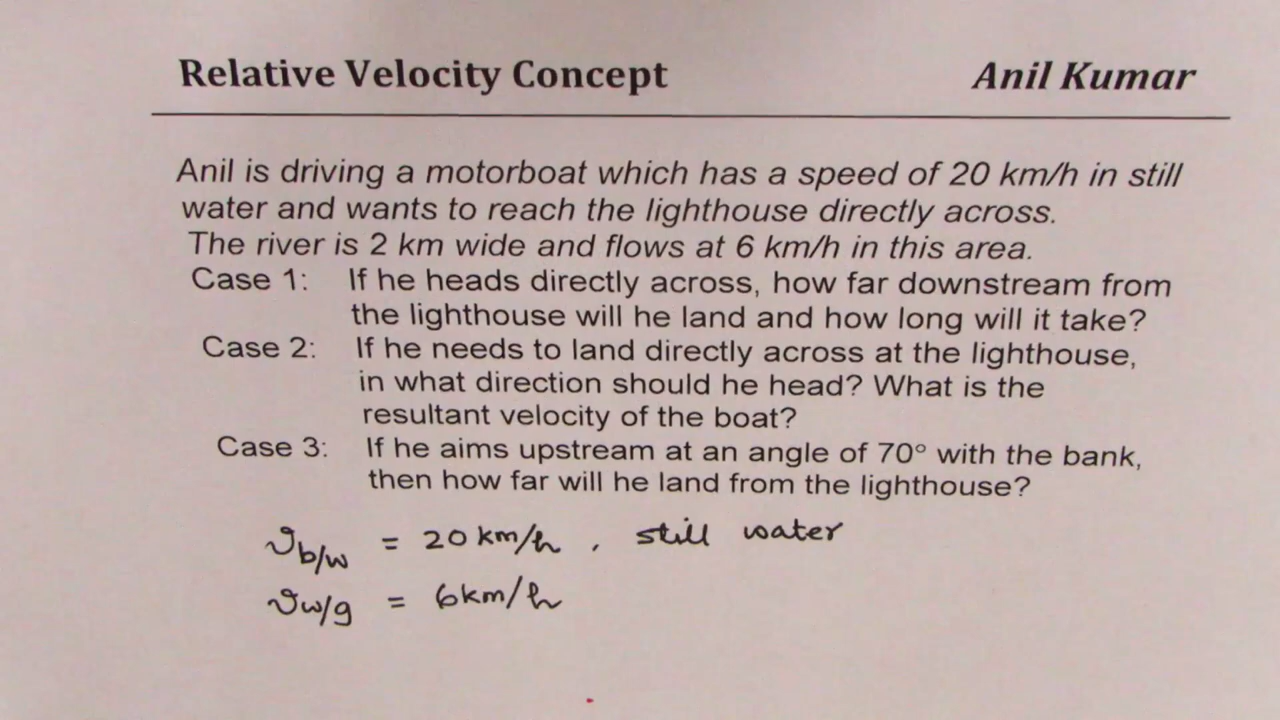 Relative Velocity Concept Anil Kumar
Anil is driving a motorboat which has a speed of 20 km/h in still
water and wants to reach the lighthouse directly across.
The river is 2 km wide and flows at 6 km/h in this area.
Case 1: If he heads directly across, how far downstream from
the lighthouse will he land and how long will it take?
Case 2: If he needs to land directly across at the lighthouse,
in what direction should he head? What is the
resultant velocity of the boat?
Case 3: If he aims upstream at an angle of 70° with the bank,
then how far will he land from the lighthouse?
v b/w = 20 km/h , still water
v w/g = 6km/h